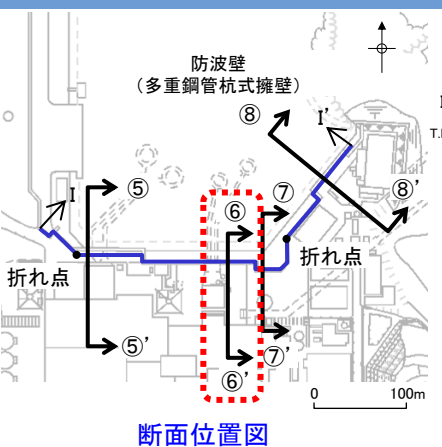 防波壁
(多重鋼管杭式擁壁)
⑧
I'
I
T.
I
⑤
⑥
⑦
⑧'
折れ点
折れ点
⑤'
⑦'
⑥'
0
100m
断面位置図